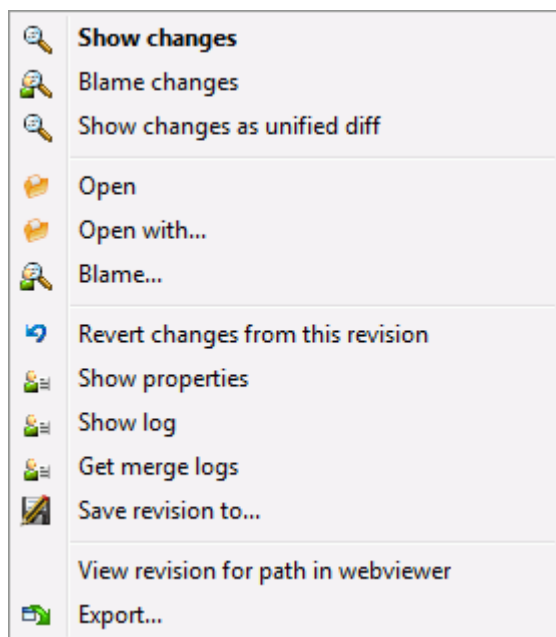 Show changes
Blame changes
Show changes as unified diff
Open
Open with...
Blame...
Revert changes from this revision
Show properties
Show log
Get merge logs
Save revision to...
View revision for path in webviewer
Export...